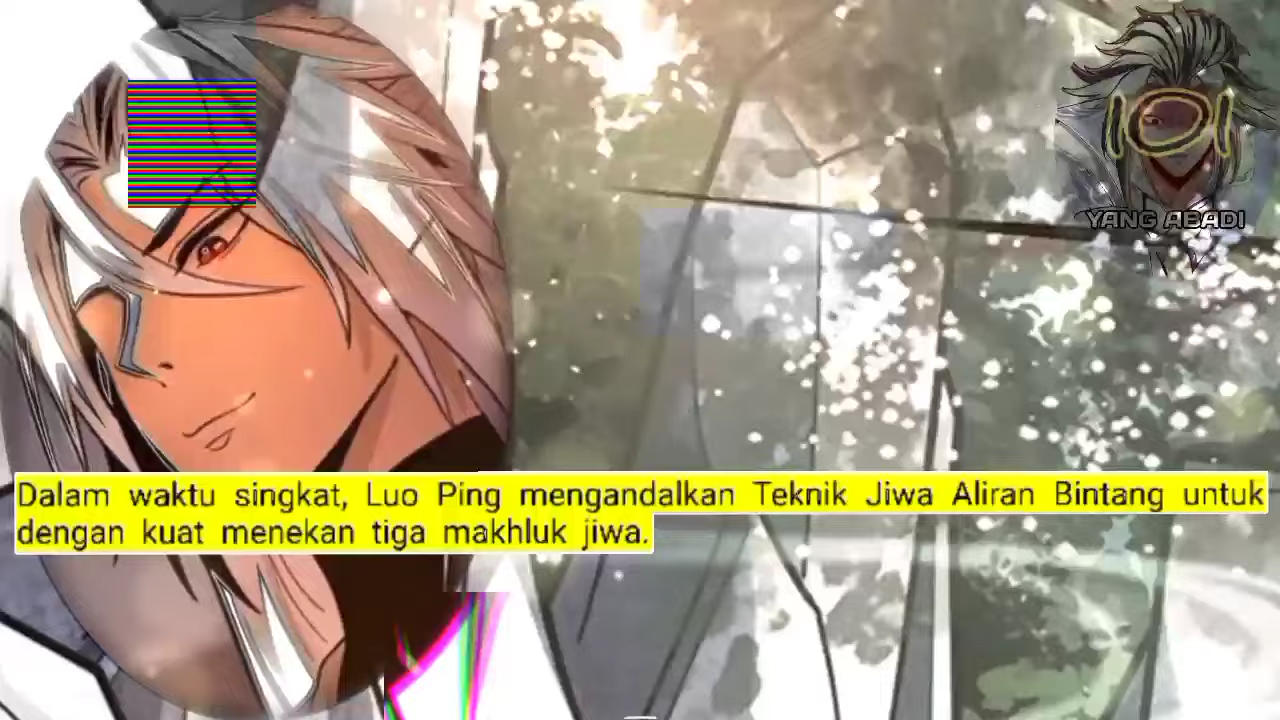 YANG ABADI
TV
Dalam waktu singkat, Luo Ping mengandalkan Teknik Jiwa Aliran Bintang untuk
dengan kuat menekan tiga makhluk jiwa.